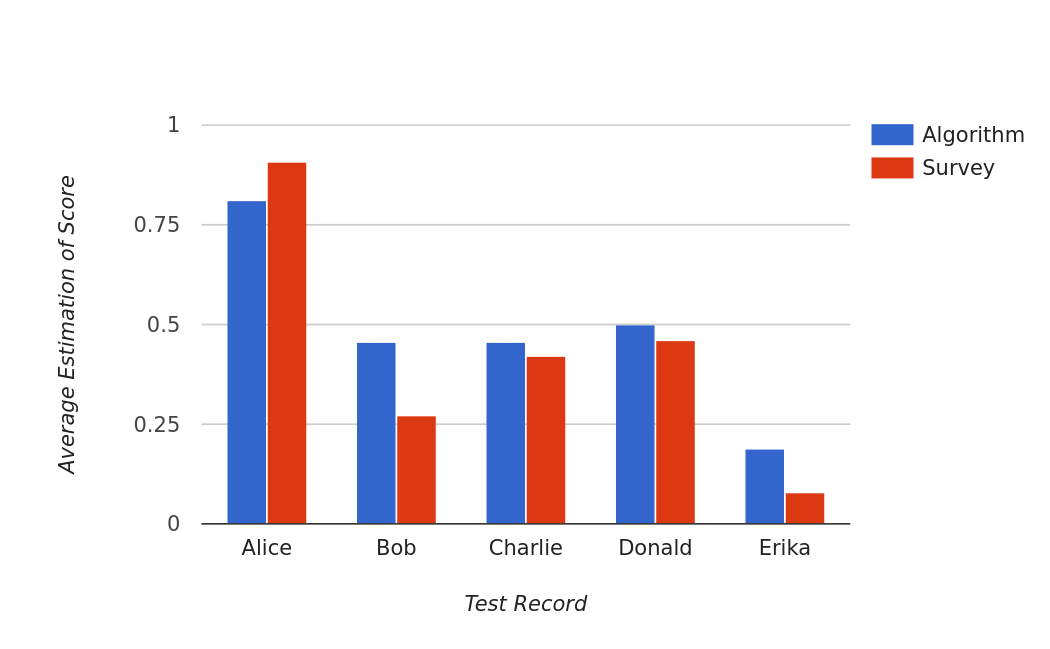 1
0.75
0.5
0.25
0
Average Estimation of Score
Alice Bob Charlie Donald Erika
Test Record
Algorithm
Survey